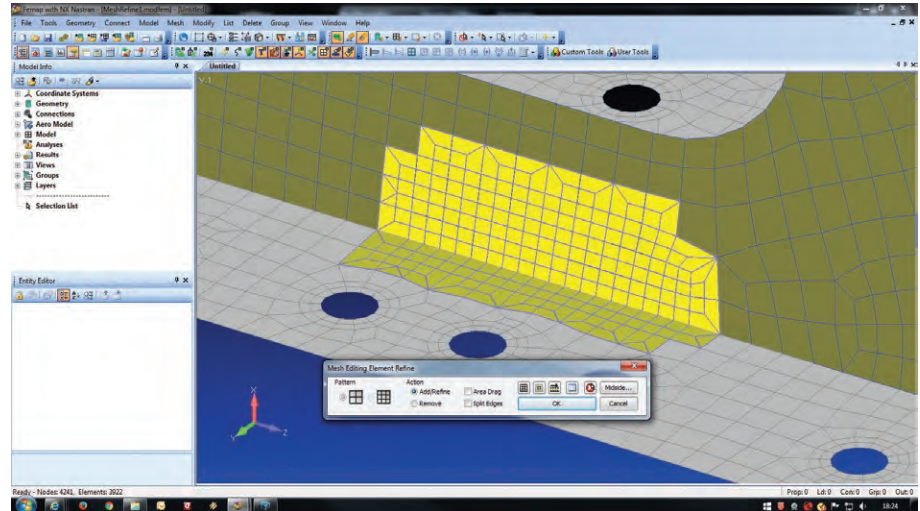 Femap with NX Nastran - [MeshRefine1.modfem] - [Untitled]
File Tools Geometry Connect Model Mesh Modify List Delete Group View Window Help
Custom Tools User Tools
Model Info
Untitled
V:1
Coordinate Systems
Geometry
Connections
Aero Model
Model
Analyses
Results
Views
Groups
Layers
Selection List
Entity Editor
Mesh Editing Element Refine
Pattern
Action
Add/Refine
Area Drag
Midside...
Remove
Split Edges
OK
Cancel
X
Y
Z
Ready - Nodes: 4241, Elements: 3922
Prop:0 Ld:0 Con:0 Grp:0 Out:0
18:24